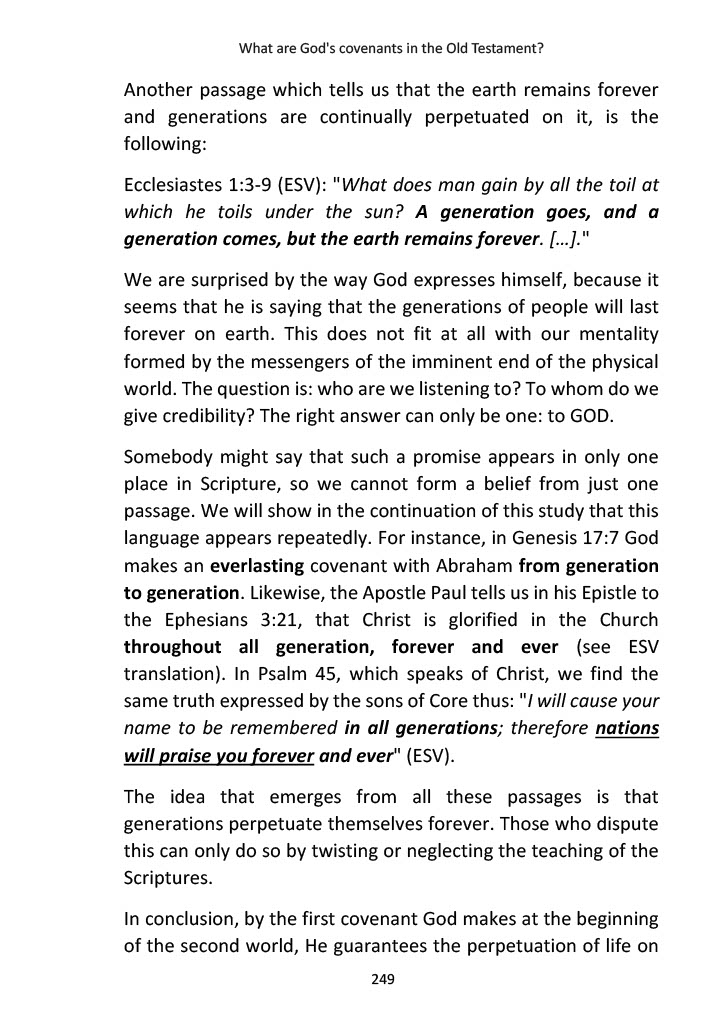 What are God's covenants in the Old Testament?
Another passage which tells us that the earth remains forever
and generations are continually perpetuated on it, is the
following:
Ecclesiastes 1:3-9 (ESV): "What does man gain by all the toil at
which he toils under the sun? A generation goes, and a
generation comes, but the earth remains forever. […]."
We are surprised by the way God expresses himself, because it
seems that he is saying that the generations of people will last
forever on earth. This does not fit at all with our mentality
formed by the messengers of the imminent end of the physical
world. The question is: who are we listening to? To whom do we
give credibility? The right answer can only be one: to GOD.
Somebody might say that such a promise appears in only one
place in Scripture, so we cannot form a belief from just one
passage. We will show in the continuation of this study that this
language appears repeatedly. For instance, in Genesis 17:7 God
makes an everlasting covenant with Abraham from generation
to generation. Likewise, the Apostle Paul tells us in his Epistle to
the Ephesians 3:21, that Christ is glorified in the Church
throughout all generation, forever and ever (see ESV
translation). In Psalm 45, which speaks of Christ, we find the
same truth expressed by the sons of Core thus: "I will cause your
name to be remembered in all generations; therefore nations
will praise you forever and ever" (ESV).
The idea that emerges from all these passages is that
generations perpetuate themselves forever. Those who dispute
this can only do so by twisting or neglecting the teaching of the
Scriptures.
In conclusion, by the first covenant God makes at the beginning
of the second world, He guarantees the perpetuation of life on
249